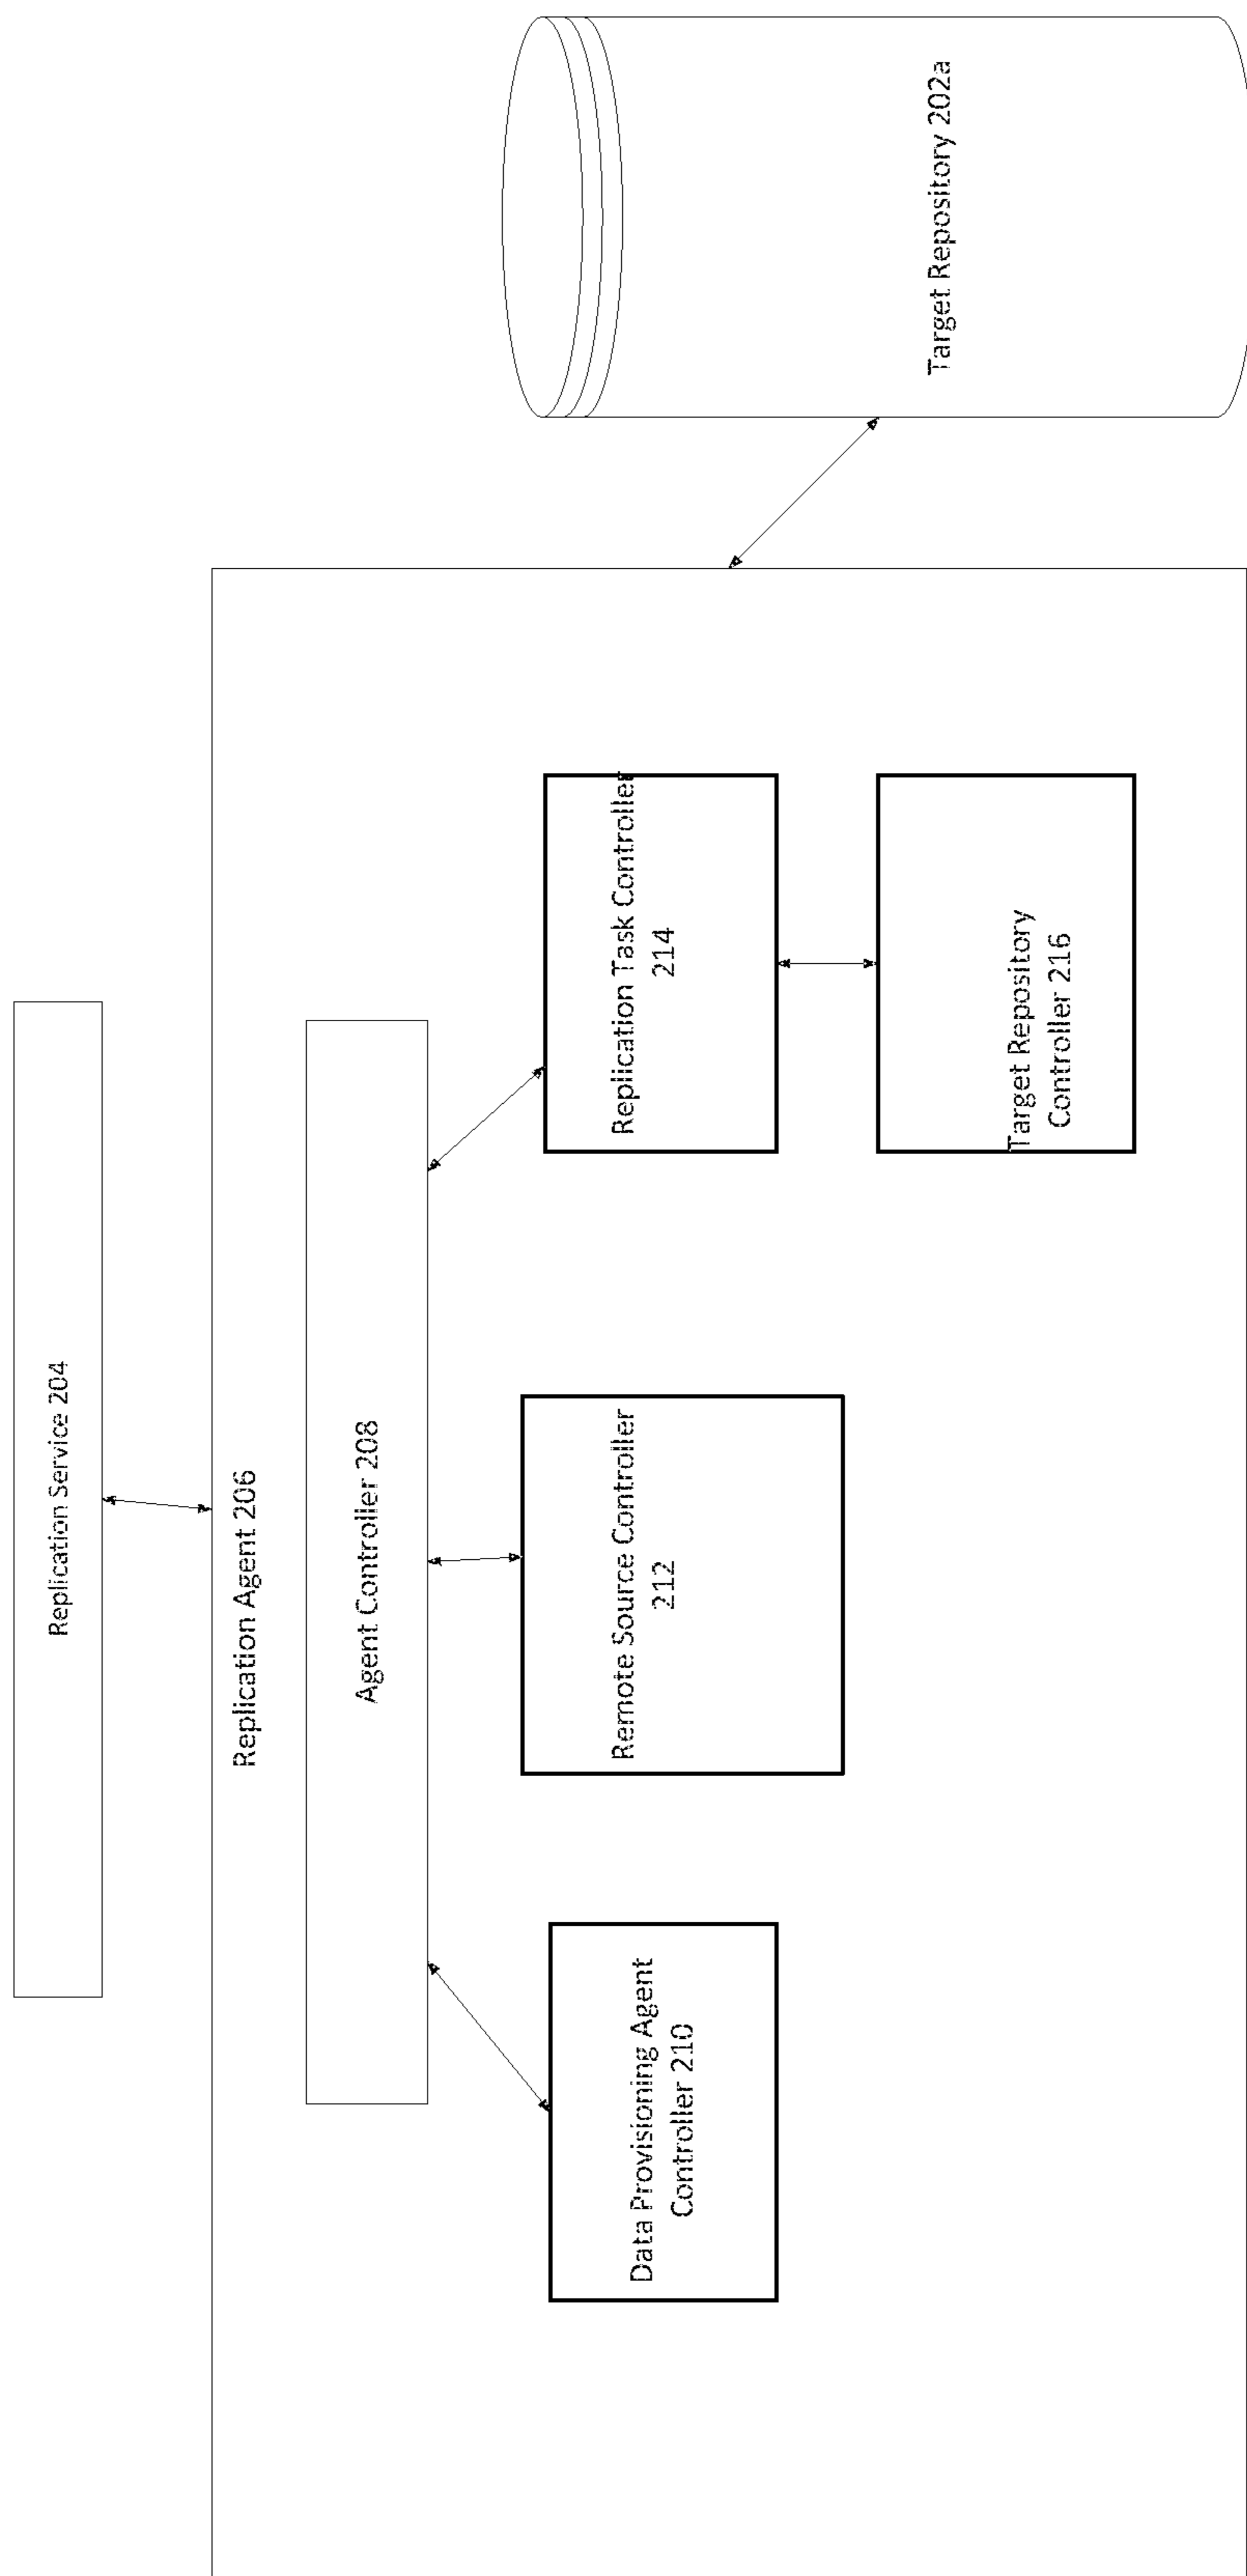 Replication Service 204
Replication Agent 206
Agent Controller 208
Data Provisioning Agent
Controller 210
Remote Source Controller
212
Replication Task Controller
214
Target Repository
Controller 216
Target Repository 202a